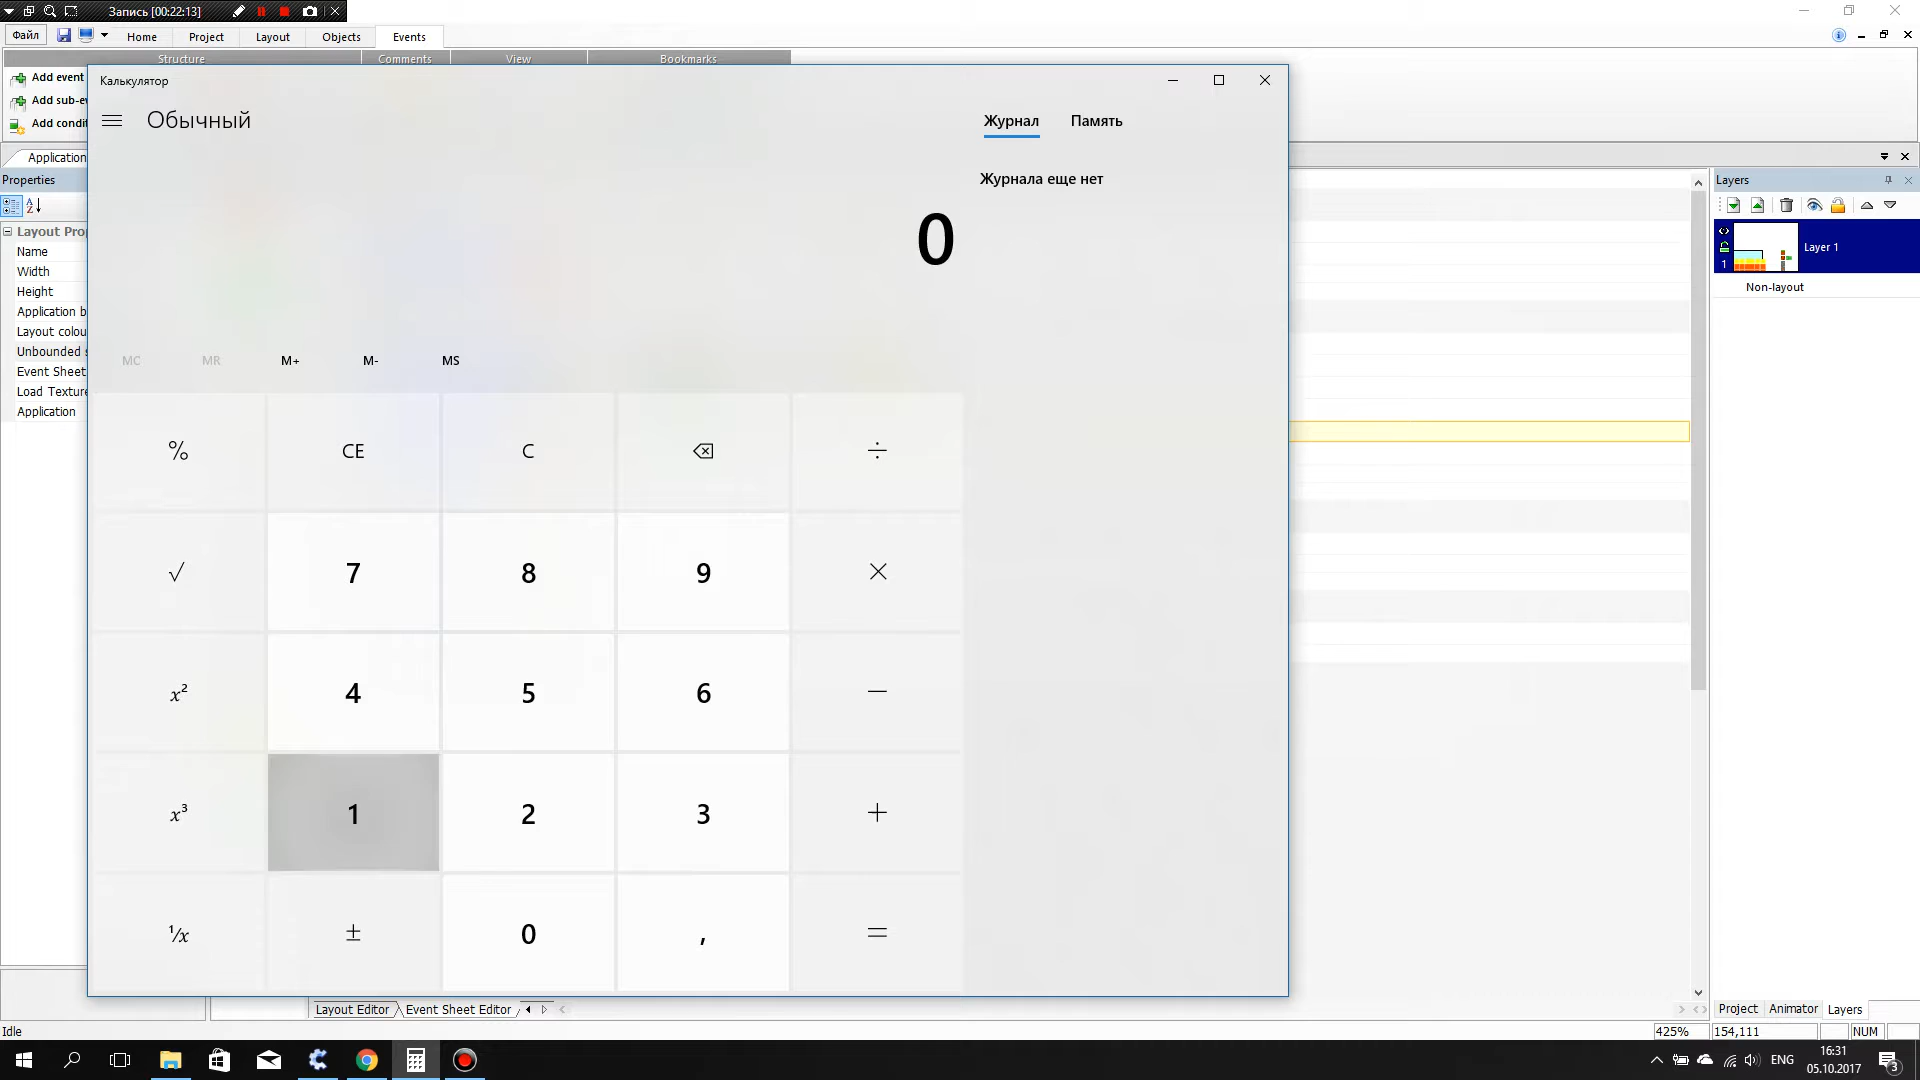 Запись [00:22:13]
Файл Home Project Layout Objects Events
Structure Comments View Bookmarks
Add event
Add sub-e
Add condi
Application
Properties
Layout Pro
Name
Width
Height
Application b
Layout colou
Unbounded s
Event Sheet
Load Texture
Application
Калькулятор
Обычный
Журнал Память
Журнала еще нет
0
MC MR M+ M- MS
% CE C ÷
√ 7 8 9 ×
x² 4 5 6 −
x³ 1 2 3 +
¹/x ± 0 , =
Layers
Layer 1
1
Non-layout
Layout Editor Event Sheet Editor
Project Animator Layers
Idle
425% 154,111 NUM
ENG
16:31
05.10.2017
3